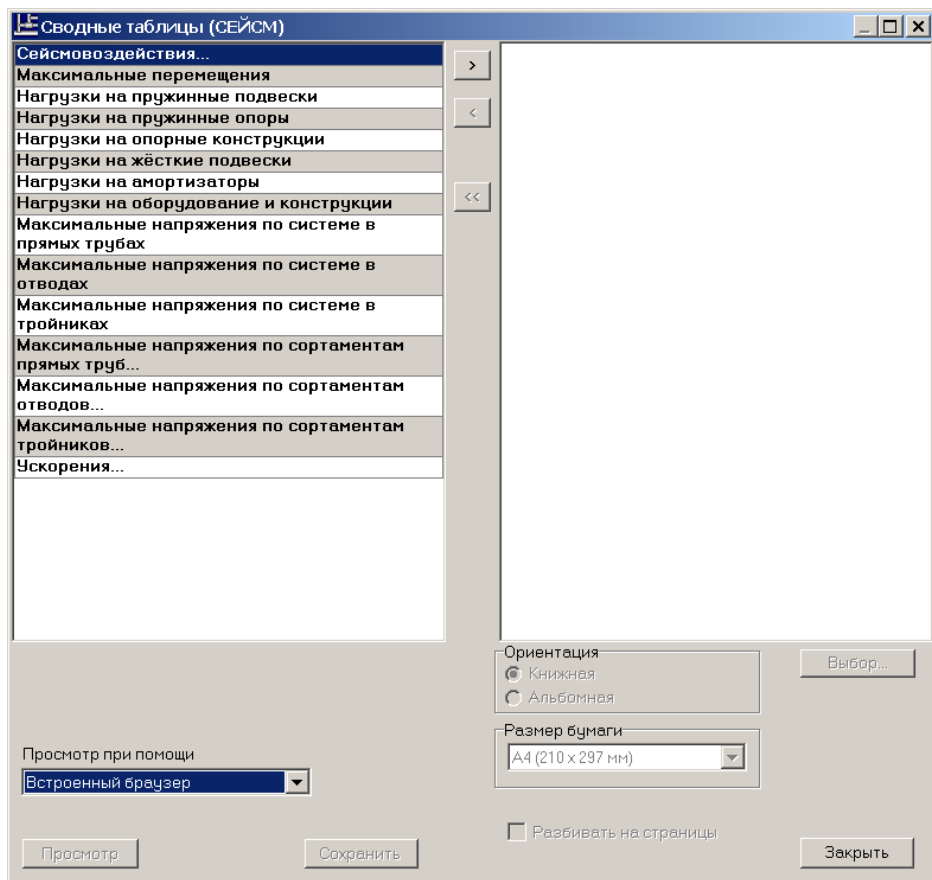 Сводные таблицы (СЕЙСМ)
Сейсмовоздействия...
Максимальные перемещения
Нагрузки на пружинные подвески
Нагрузки на пружинные опоры
Нагрузки на опорные конструкции
Нагрузки на жёсткие подвески
Нагрузки на амортизаторы
Нагрузки на оборудование и конструкции
Максимальные напряжения по системе в
прямых трубах
Максимальные напряжения по системе в
отводах
Максимальные напряжения по системе в
тройниках
Максимальные напряжения по сортаментам
прямых труб...
Максимальные напряжения по сортаментам
отводов...
Максимальные напряжения по сортаментам
тройников...
Ускорения...
>
<
<<
Ориентация
Книжная
Альбомная
Выбор...
Размер бумаги
A4 (210 x 297 мм)
Просмотр при помощи
Встроенный браузер
Разбивать на страницы
Просмотр
Сохранить
Закрыть